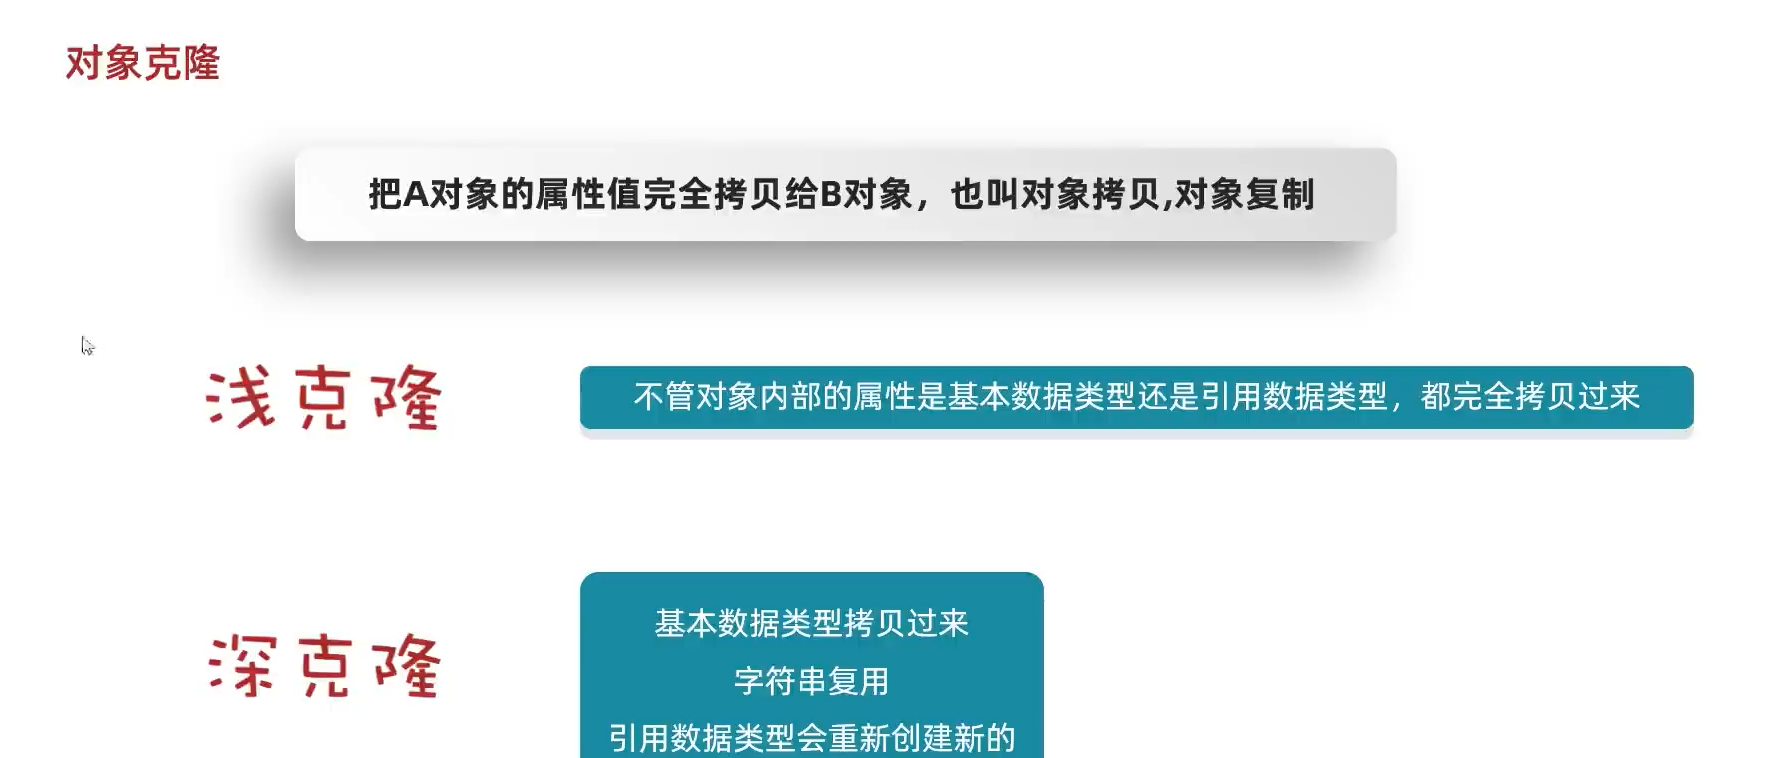 对象克隆
把A对象的属性值完全拷贝给B对象，也叫对象拷贝,对象复制
浅克隆
不管对象内部的属性是基本数据类型还是引用数据类型，都完全拷贝过来
深克隆
基本数据类型拷贝过来
字符串复用
引用数据类型会重新创建新的